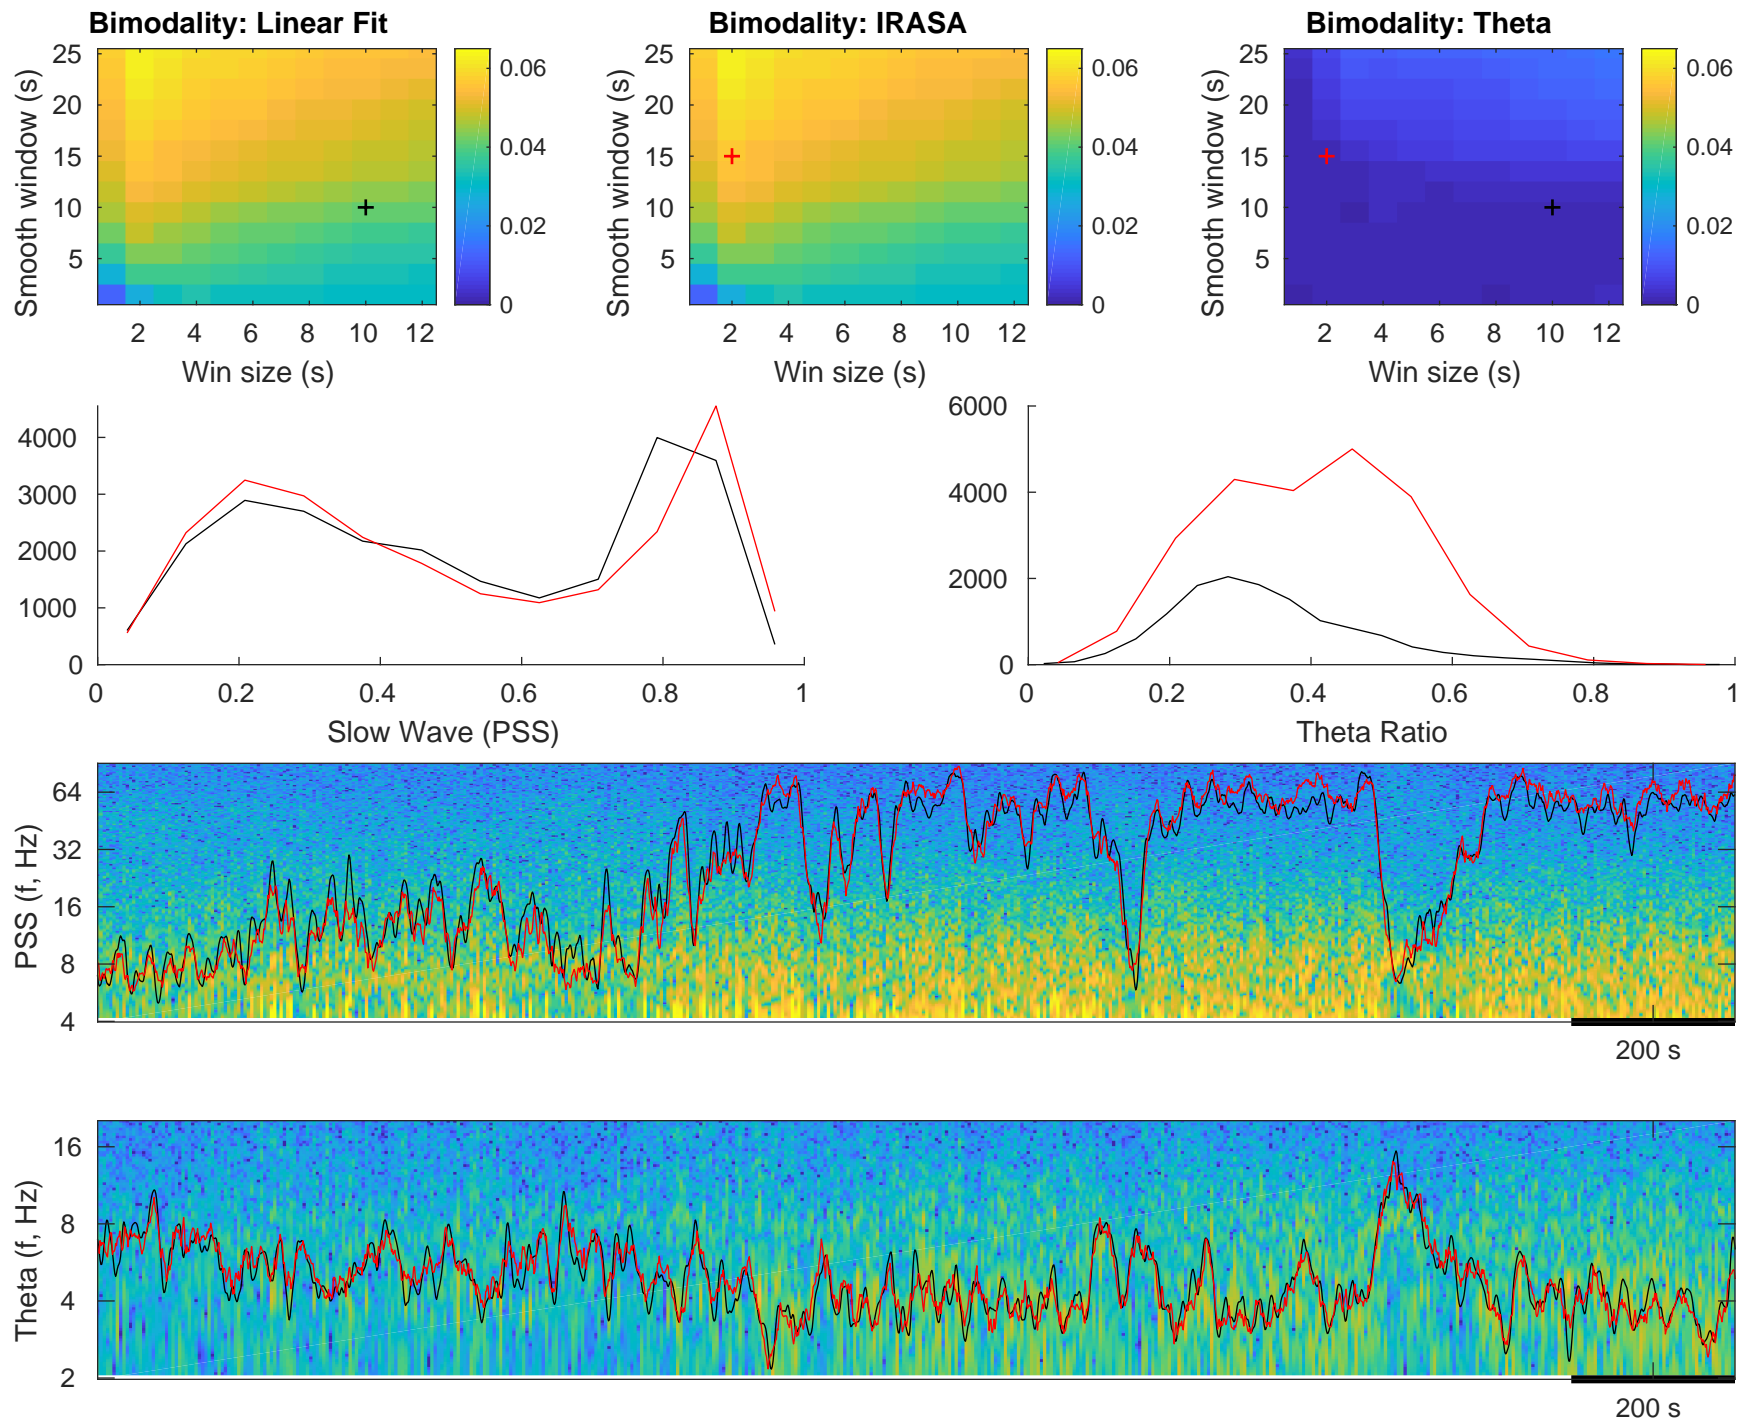 Bimodality: Linear Fit
Smooth window (s)
25
20
15
10
5
2 4 6 8 10 12
Win size (s)
0.06
0.04
0.02
0
Bimodality: IRASA
Smooth window (s)
25
20
15
10
5
2 4 6 8 10 12
Win size (s)
0.06
0.04
0.02
0
Bimodality: Theta
Smooth window (s)
25
20
15
10
5
2 4 6 8 10 12
Win size (s)
0.06
0.04
0.02
0
4000
3000
2000
1000
0
0 0.2 0.4 0.6 0.8 1
Slow Wave (PSS)
6000
4000
2000
0
0 0.2 0.4 0.6 0.8 1
Theta Ratio
PSS (f, Hz)
64
32
16
8
4
200 s
Theta (f, Hz)
16
8
4
2
200 s